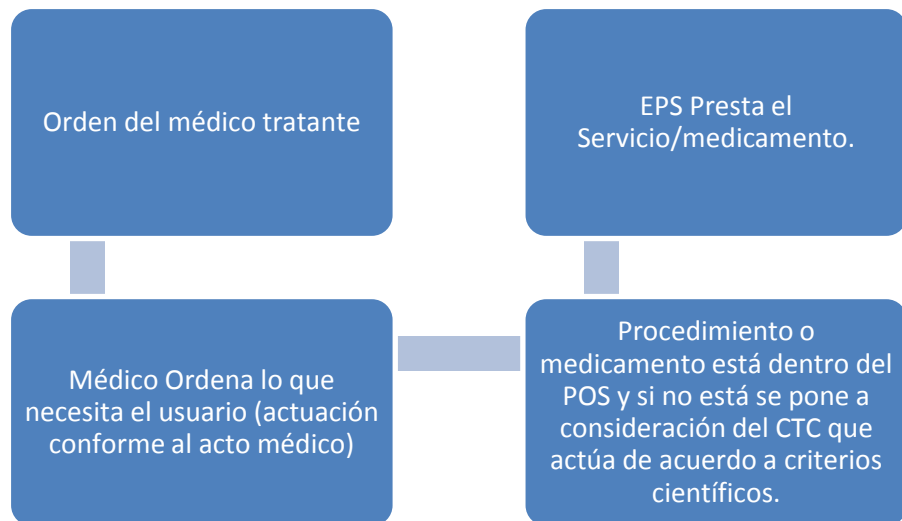 Orden del médico tratante
Médico Ordena lo que
necesita el usuario (actuación
conforme al acto médico)
Procedimiento o
medicamento está dentro del
POS y si no está se pone a
consideración del CTC que
actúa de acuerdo a criterios
científicos.
EPS Presta el
Servicio/medicamento.